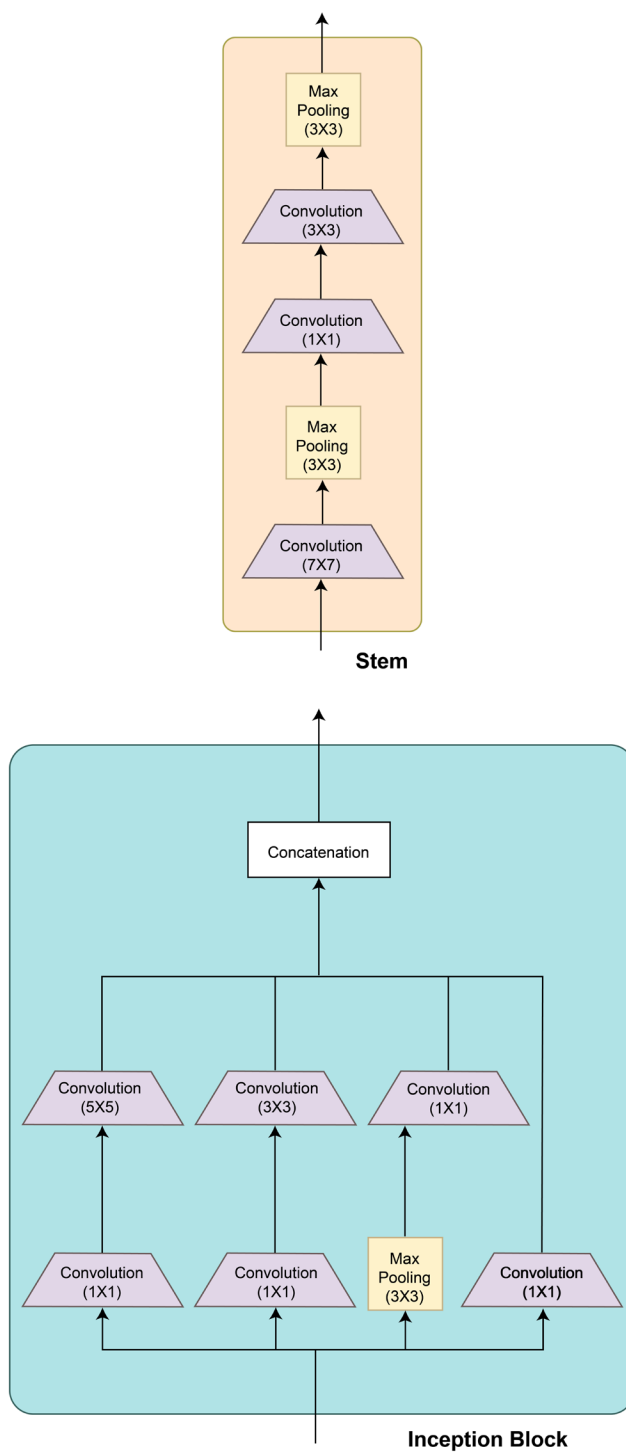 Max
Pooling
(3X3)
Convolution
(3X3)
Convolution
(1X1)
Max
Pooling
(3X3)
Convolution
(7X7)
Stem
Concatenation
Convolution
(5X5)
Convolution
(3X3)
Convolution
(1X1)
Convolution
(1X1)
Convolution
(1X1)
Max
Pooling
(3X3)
Convolution
(1X1)
Inception Block